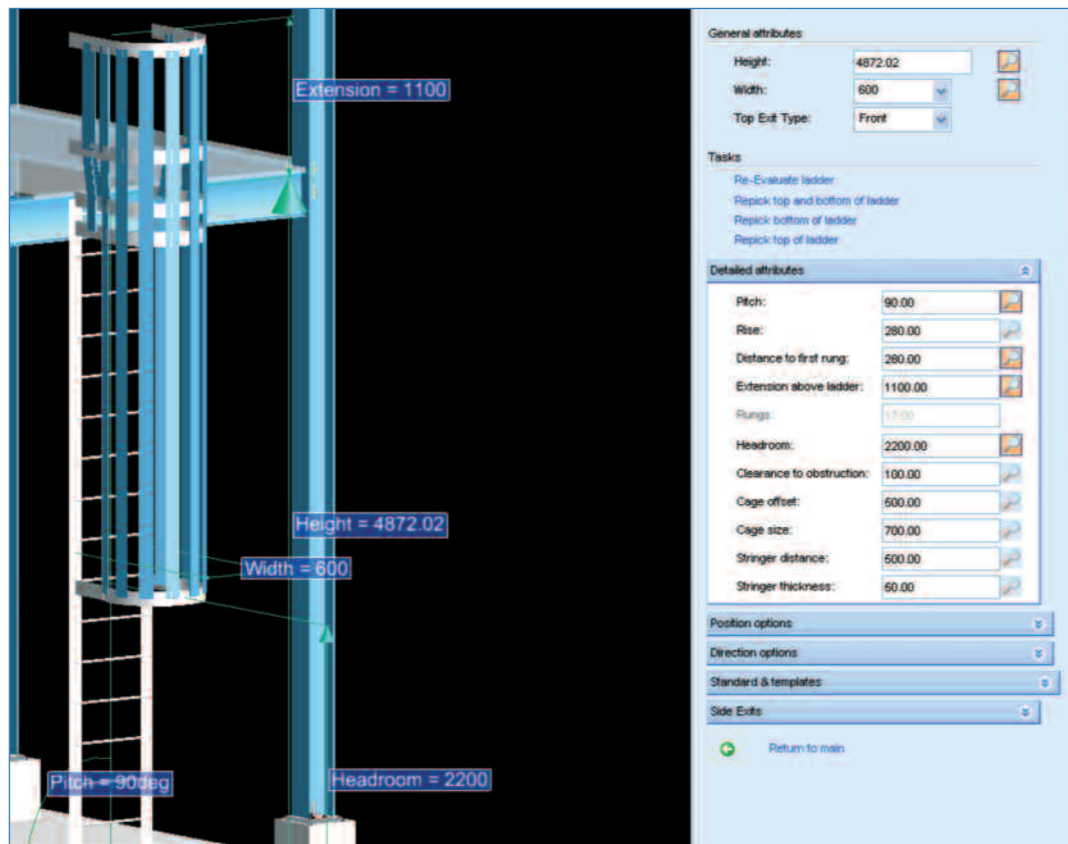 Extension = 1100
Height = 4872.02
Width = 600
Pitch = 90deg
Headroom = 2200
General attributes
Height: 4872.02
Width: 600
Top Exit Type: Front
Tasks
Re-Evaluate ladder
Repick top and bottom of ladder
Repick bottom of ladder
Repick top of ladder
Detailed attributes
Pitch: 90.00
Rise: 280.00
Distance to first rung: 280.00
Extension above ladder: 1100.00
Rungs: 17.00
Headroom: 2200.00
Clearance to obstruction: 100.00
Cage offset: 500.00
Cage size: 700.00
Stringer distance: 500.00
Stringer thickness: 50.00
Position options
Direction options
Standard & templates
Side Exits
Return to main